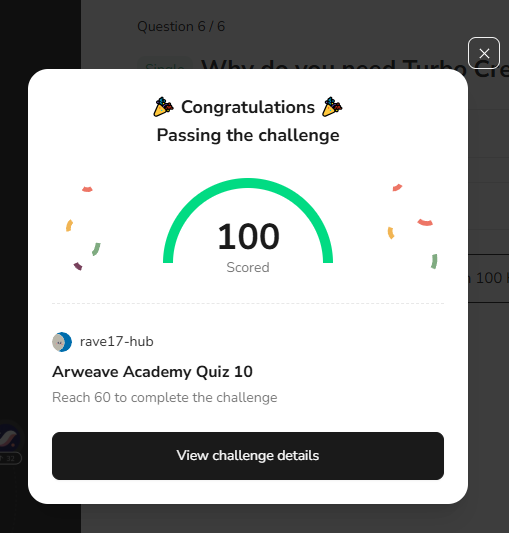 Question 6 / 6
Single
Why do you need Turbo Cre
Congratulations
Passing the challenge
100
Scored
100
rave17-hub
Arweave Academy Quiz 10
Reach 60 to complete the challenge
View challenge details
32